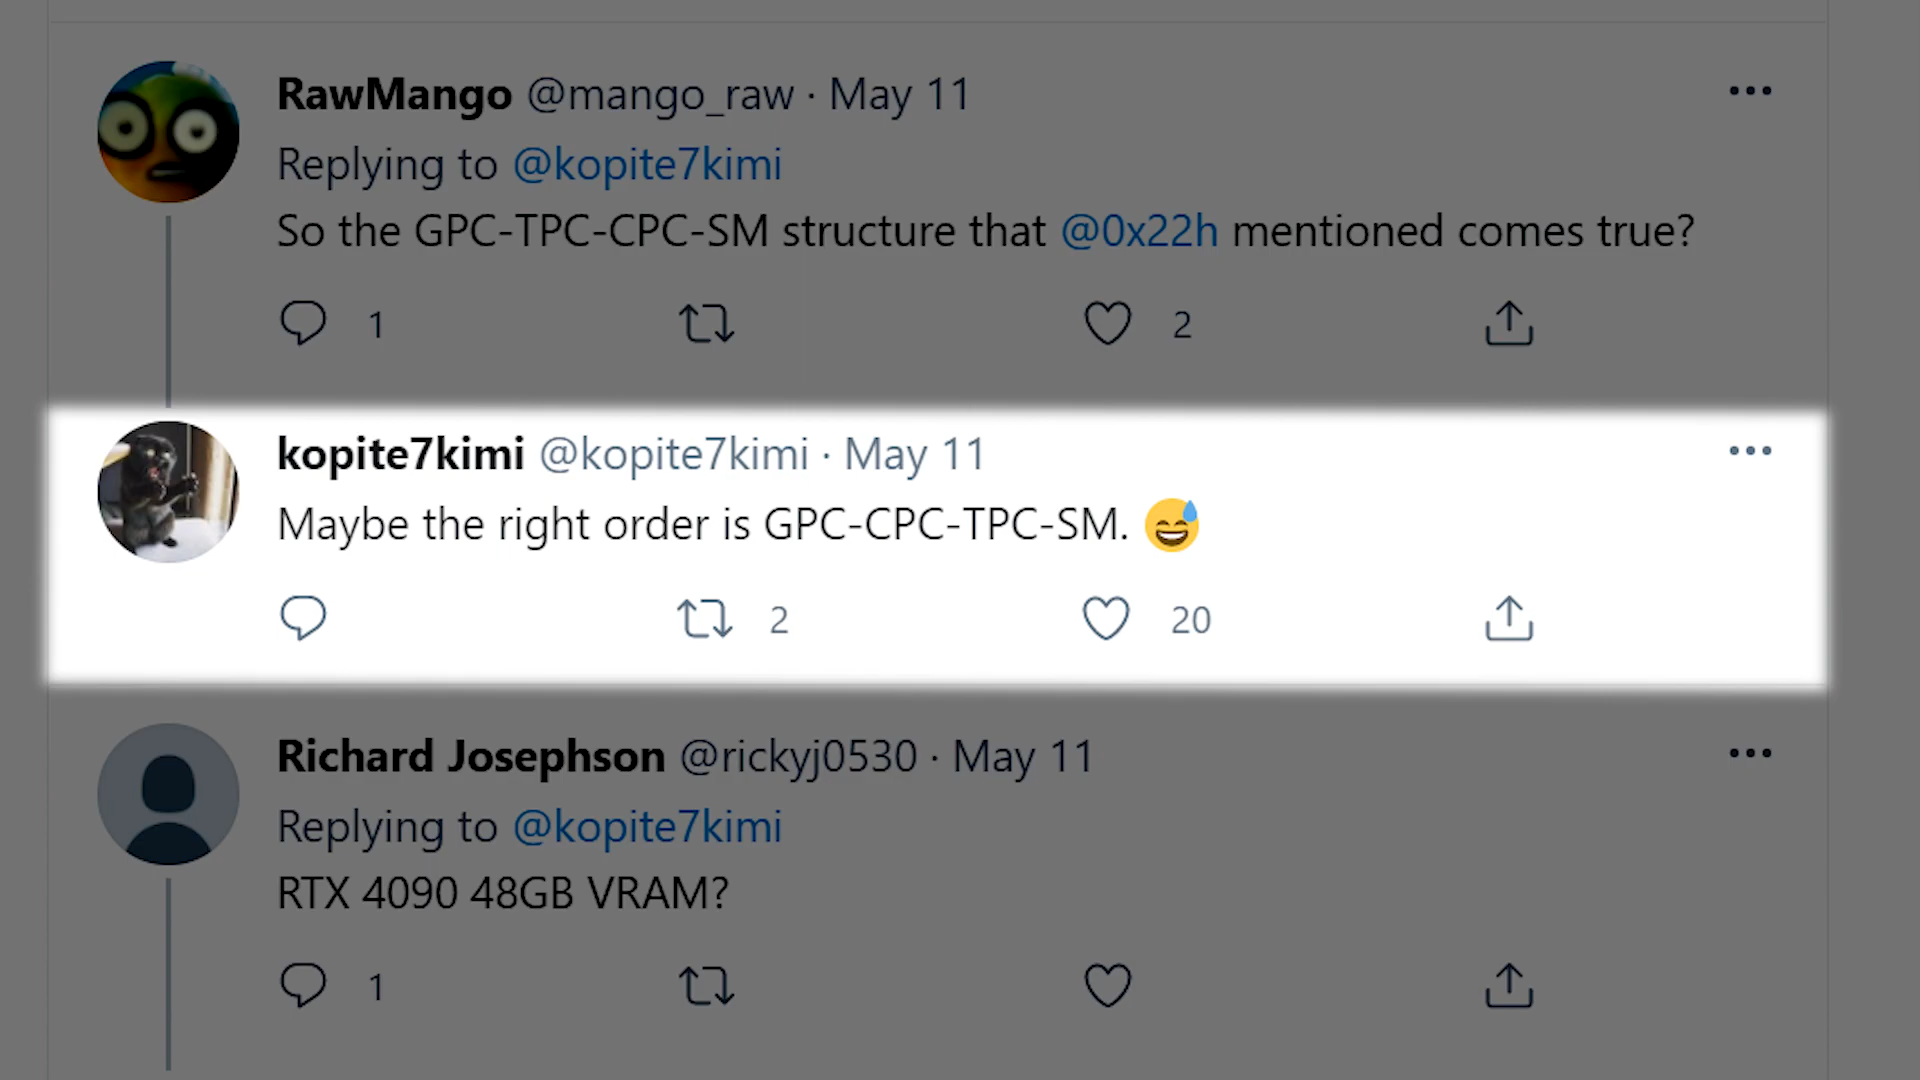 RawMango @mango_raw · May 11
Replying to @kopite7kimi
So the GPC-TPC-CPC-SM structure that @0x22h mentioned comes true?
1 2
kopite7kimi @kopite7kimi · May 11
Maybe the right order is GPC-CPC-TPC-SM. 😅
2 20
Richard Josephson @rickyj0530 · May 11
Replying to @kopite7kimi
RTX 4090 48GB VRAM?
1